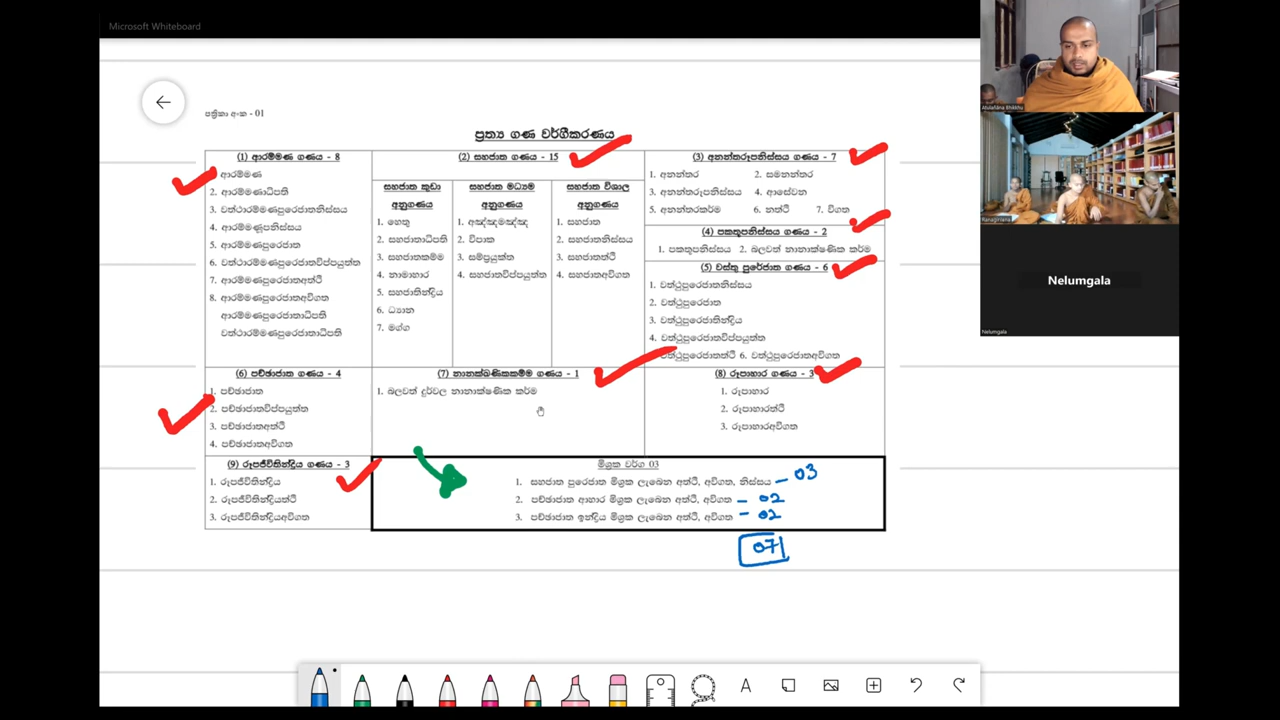 Microsoft Whiteboard
පත්‍රිකා අංක - 01
ප්‍රත්‍ය ගණ වර්ගීකරණය
(1) ආරම්මණ ගණය - 8
ආරම්මණ
2. ආරම්මණාධිපති
3. වත්ථාරම්මණපුරෙජාතනිස්සය
4. ආරම්මණූපනිස්සය
5. ආරම්මණපුරෙජාත
6. වත්ථාරම්මණපුරෙජාතවිප්පයුත්ත
7. ආරම්මණපුරෙජාතඅත්ථි
8. ආරම්මණපුරෙජාතඅවිගත
ආරම්මණපුරෙජාතාධිපති
වත්ථාරම්මණපුරෙජාතාධිපති
(2) සහජාත ගණය - 15
සහජාත කුඩා අනුගණය
1. හෙතු
2. සහජාතාධිපති
3. සහජාතකම්ම
4. නාමාහාර
5. සහජාතින්ද්‍රිය
6. ධ්‍යාන
7. මග්ග
සහජාත මධ්‍යම අනුගණය
1. අඤ්ඤමඤ්ඤ
2. විපාක
3. සම්ප්‍රයුක්ත
4. සහජාතවිප්පයුත්ත
සහජාත විශාල අනුගණය
1. සහජාත
2. සහජාතනිස්සය
3. සහජාතත්ථි
4. සහජාතඅවිගත
(3) අනන්තරූපනිස්සය ගණය - 7
1. අනන්තර 2. සමනන්තර
3. අනන්තරූපනිස්සය 4. ආසේවන
5. අනන්තරකර්ම 6. නත්ථි 7. විගත
(4) පකතූපනිස්සය ගණය - 2
1. පකතූපනිස්සය 2. බලවත් නානාක්ෂණික කර්ම
(5) වස්තු පුරේජාත ගණය - 6
1. වත්ථුපුරෙජාතනිස්සය
2. වත්ථුපුරෙජාත
3. වත්ථුපුරෙජාතින්ද්‍රිය
4. වත්ථුපුරෙජාතවිප්පයුත්ත
වත්ථුපුරෙජාතත්ථි 6. වත්ථුපුරෙජාතඅවිගත
(6) පච්ඡාජාත ගණය - 4
1. පච්ඡාජාත
2. පච්ඡාජාතවිප්පයුත්ත
3. පච්ඡාජාතඅත්ථි
4. පච්ඡාජාතඅවිගත
(7) නානක්ඛණිකකම්ම ගණය - 1
1. බලවත් දුර්වල නානාක්ෂණික කර්ම
(8) රූපාහාර ගණය - 3
1. රූපාහාර
2. රූපාහාරත්ථි
3. රූපාහාරඅවිගත
(9) රූපජීවිතින්ද්‍රිය ගණය - 3
1. රූපජීවිතින්ද්‍රිය
2. රූපජීවිතින්ද්‍රියත්ථි
3. රූපජීවිතින්ද්‍රියඅවිගත
මිශ්‍රක වර්ග 03
1. සහජාත පුරෙජාත මිශ්‍රක ලැබෙන අත්ථි, අවිගත, නිස්සය - 03
2. පච්ඡාජාත ආහාර මිශ්‍රක ලැබෙන අත්ථි, අවිගත - 02
3. පච්ඡාජාත ඉන්ද්‍රිය මිශ්‍රක ලැබෙන අත්ථි, අවිගත - 02
07
Nelumgala
Nelumgala
A